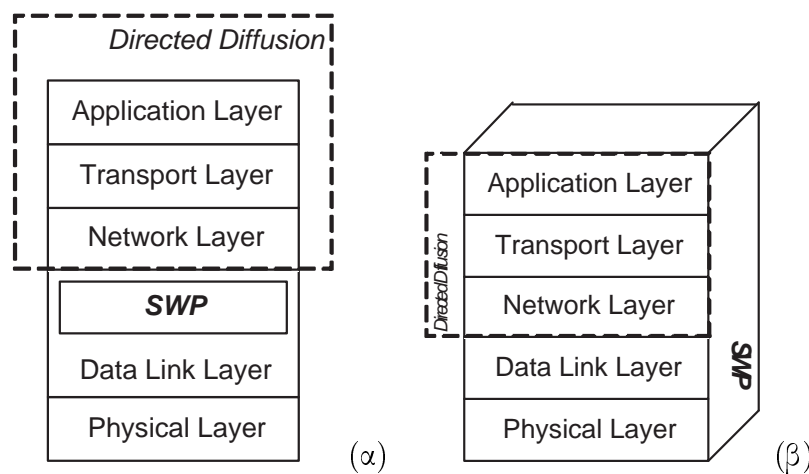 Directed Diffusion
Application Layer
Transport Layer
Network Layer
SWP
Data Link Layer
Physical Layer
(α)
Application Layer
Transport Layer
Network Layer
Directed Diffusion
Data Link Layer
Physical Layer
SWP
(β)